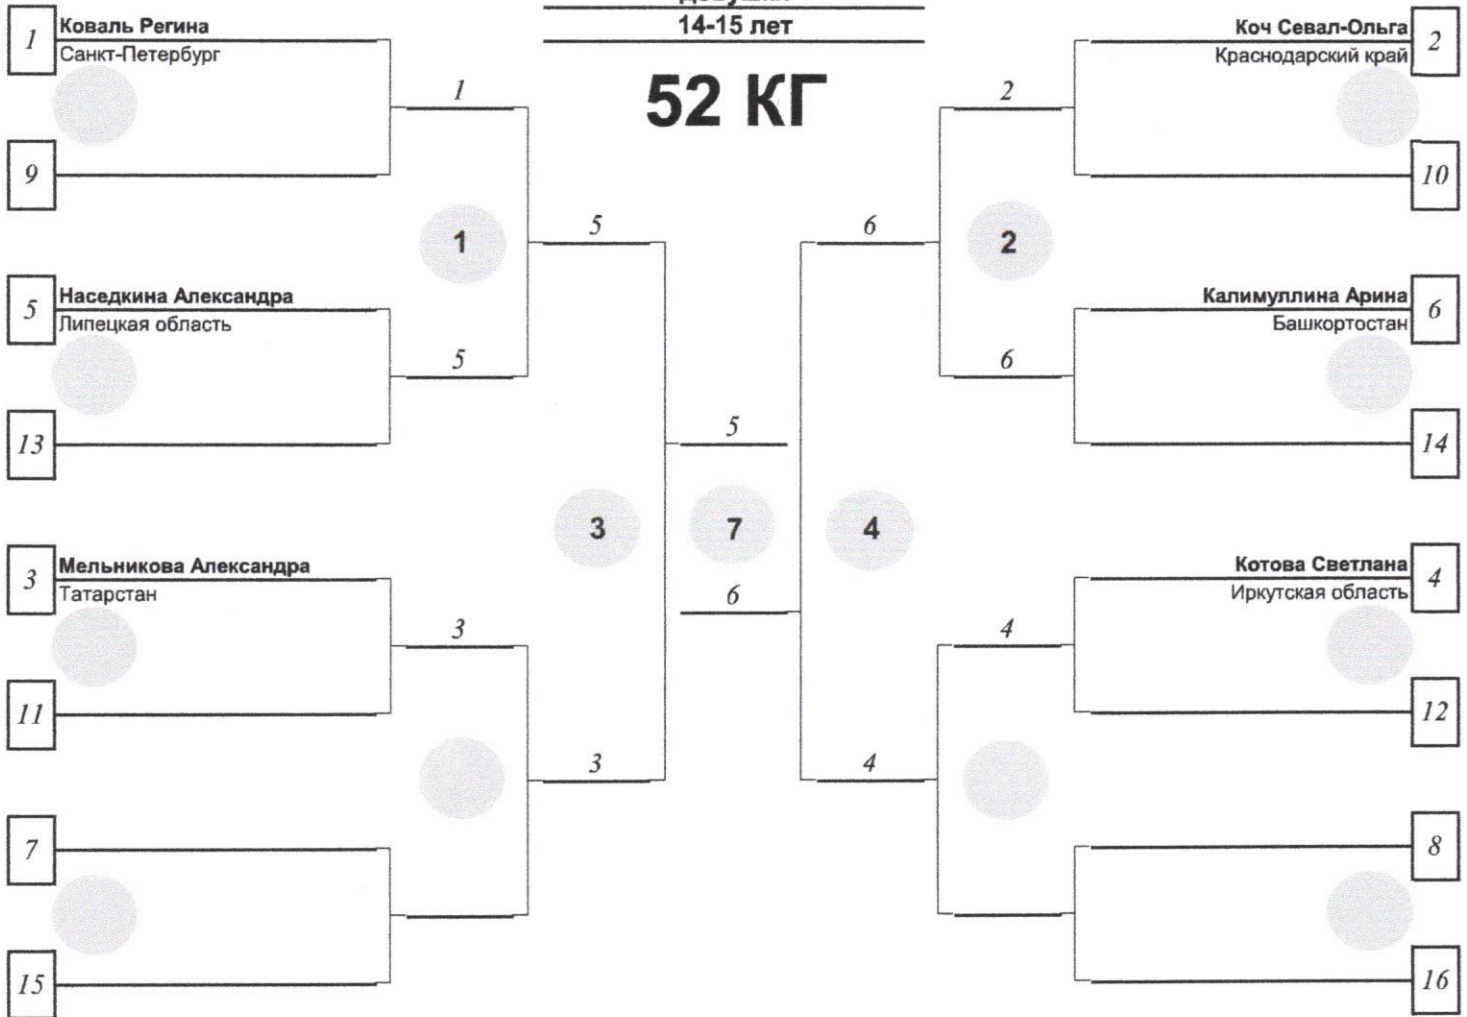 девушки
14-15 лет
52 КГ
1
Коваль Регина
Санкт-Петербург
9
5
Наседкина Александра
Липецкая область
13
3
Мельникова Александра
Татарстан
11
7
15
1
1
5
3
5
3
3
5
7
6
6
4
4
2
2
6
4
Коч Севал-Ольга
2
Краснодарский край
10
Калимуллина Арина
6
Башкортостан
14
Котова Светлана
4
Иркутская область
12
8
16